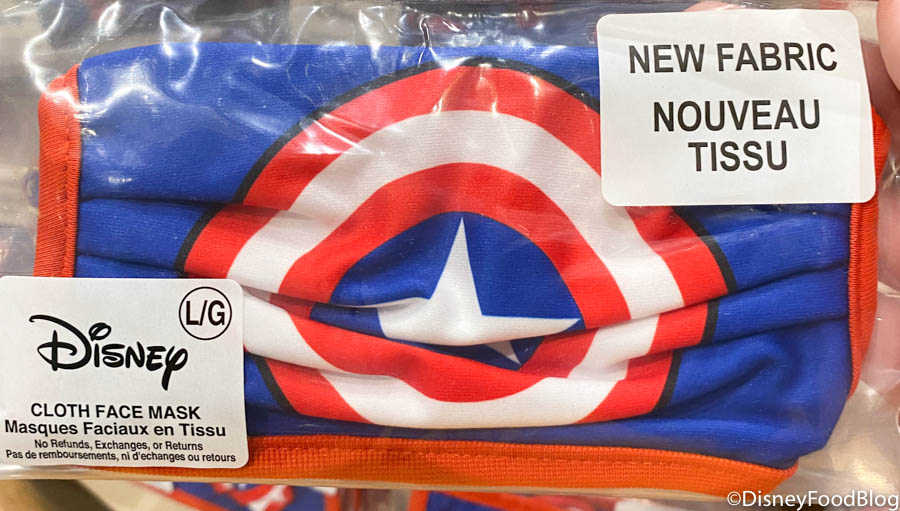 NEW FABRIC
NOUVEAU
TISSU
L/G
Disney
CLOTH FACE MASK
Masques Faciaux en Tissu
No Refunds, Exchanges, or Returns
Pas de remboursements, ni d'echanges ou retours
©DisneyFoodBlog